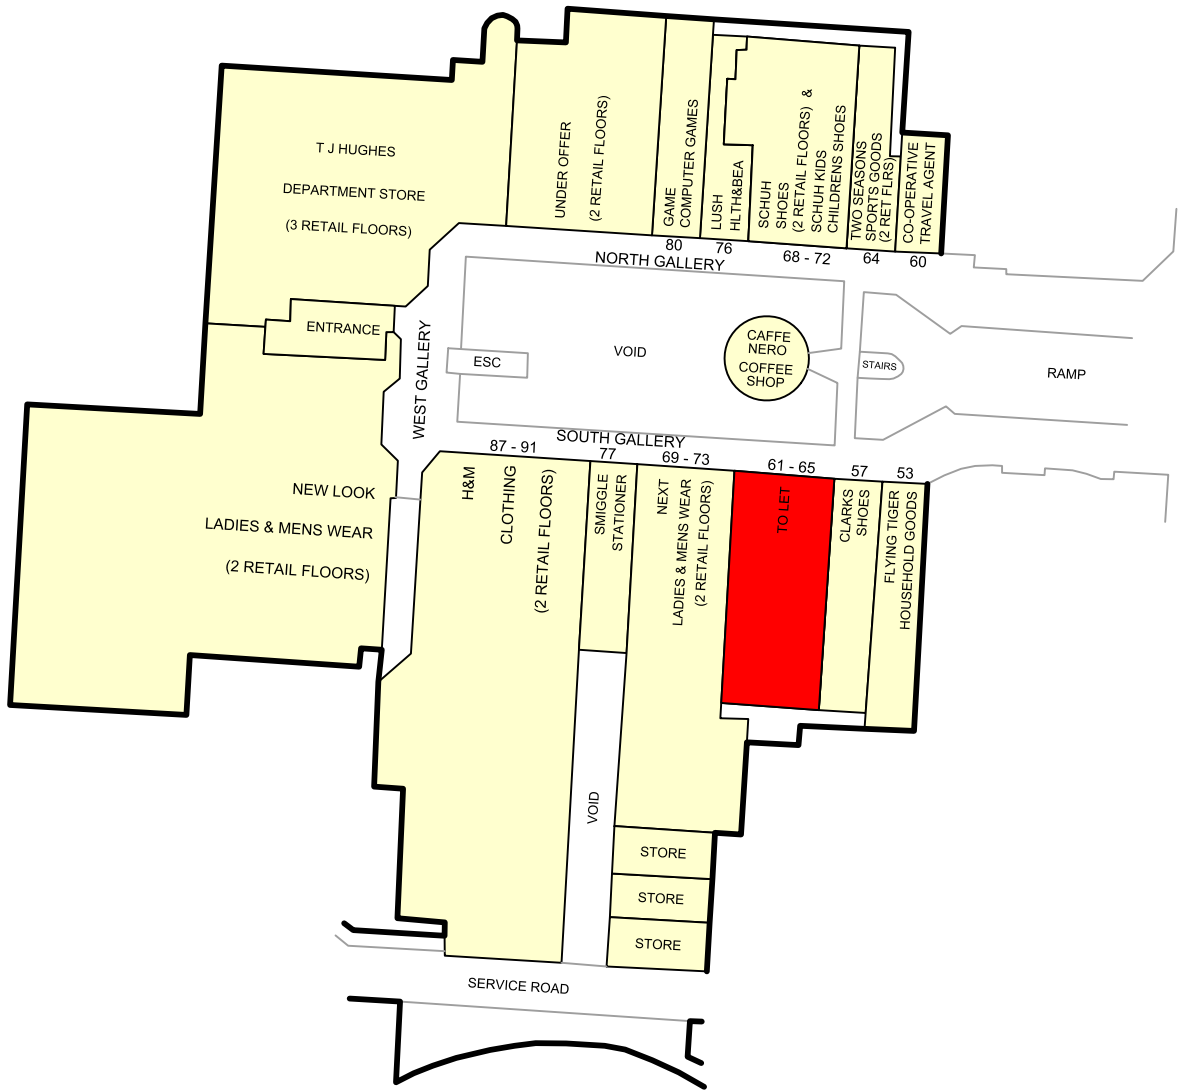 T J HUGHES
DEPARTMENT STORE
(3 RETAIL FLOORS)
UNDER OFFER
(2 RETAIL FLOORS)
GAME
COMPUTER GAMES
LUSH
HLTH&BEA
SCHUH
SHOES
(2 RETAIL FLOORS) &
SCHUH KIDS
CHILDRENS SHOES
TWO SEASONS
SPORTS GOODS
(2 RET FLRS)
CO-OPERATIVE
TRAVEL AGENT
80
76
68 - 72
64
60
NORTH GALLERY
ENTRANCE
WEST GALLERY
ESC
VOID
CAFFE
NERO
COFFEE
SHOP
STAIRS
RAMP
SOUTH GALLERY
87 - 91
77
69 - 73
61 - 65
57
53
NEW LOOK
LADIES & MENS WEAR
(2 RETAIL FLOORS)
H&M
CLOTHING
(2 RETAIL FLOORS)
SMIGGLE
STATIONER
NEXT
LADIES & MENS WEAR
(2 RETAIL FLOORS)
TO LET
CLARKS
SHOES
FLYING TIGER
HOUSEHOLD GOODS
VOID
STORE
STORE
STORE
SERVICE ROAD